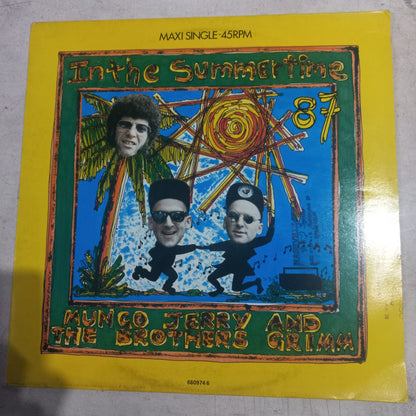 MAXI SINGLE-45RPM
In the Summertime
87
MUNGO JERRY AND
THE BROTHERS GRIMM
650974 6